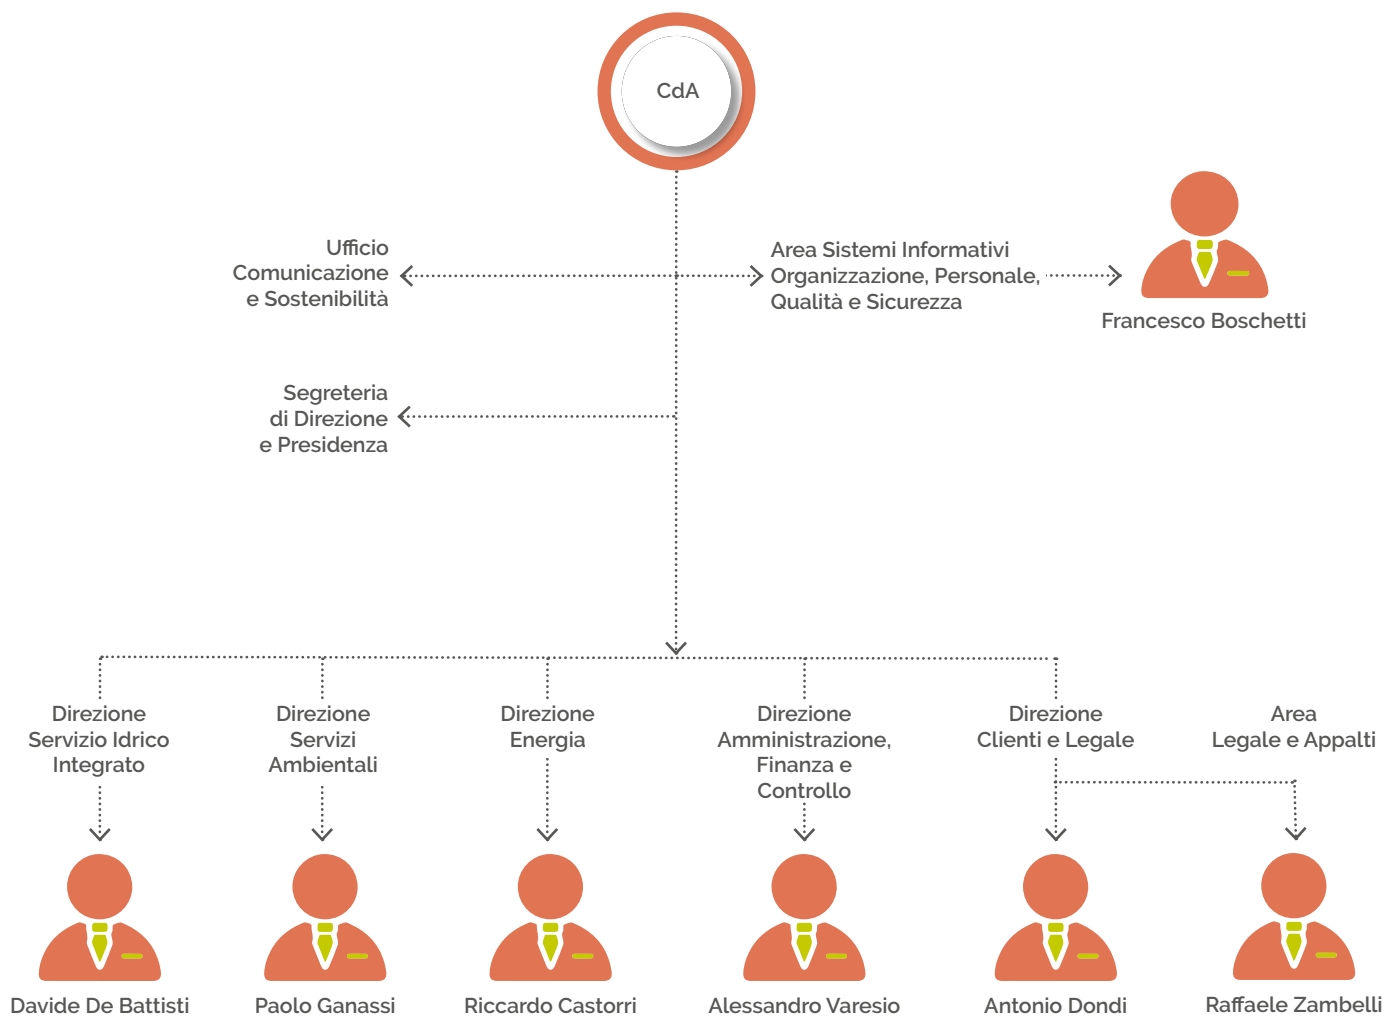 CdA
Ufficio
Comunicazione
e Sostenibilità
Area Sistemi Informativi
Organizzazione, Personale,
Qualità e Sicurezza
Francesco Boschetti
Segreteria
di Direzione
e Presidenza
Direzione
Servizio Idrico
Integrato
Direzione
Servizi
Ambientali
Direzione
Energia
Direzione
Amministrazione,
Finanza e
Controllo
Direzione
Clienti e Legale
Area
Legale e Appalti
Davide De Battisti
Paolo Ganassi
Riccardo Castorri
Alessandro Varesio
Antonio Dondi
Raffaele Zambelli